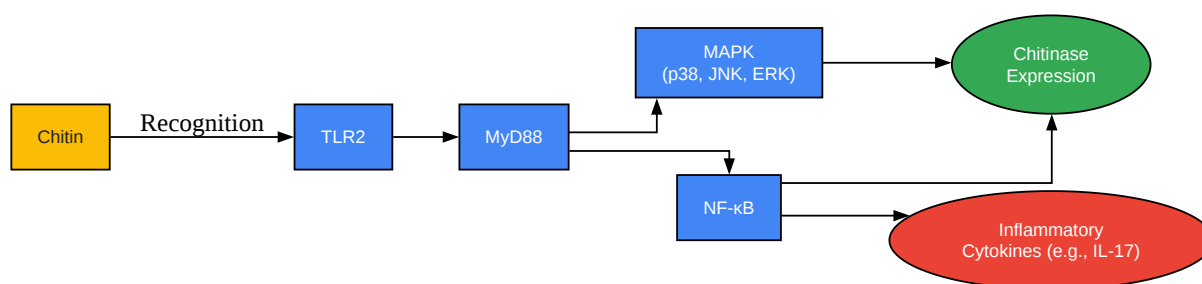 Chitin
Recognition
TLR2
MyD88
MAPK
(p38, JNK, ERK)
Chitinase
Expression
NF-κB
Inflammatory
Cytokines (e.g., IL-17)